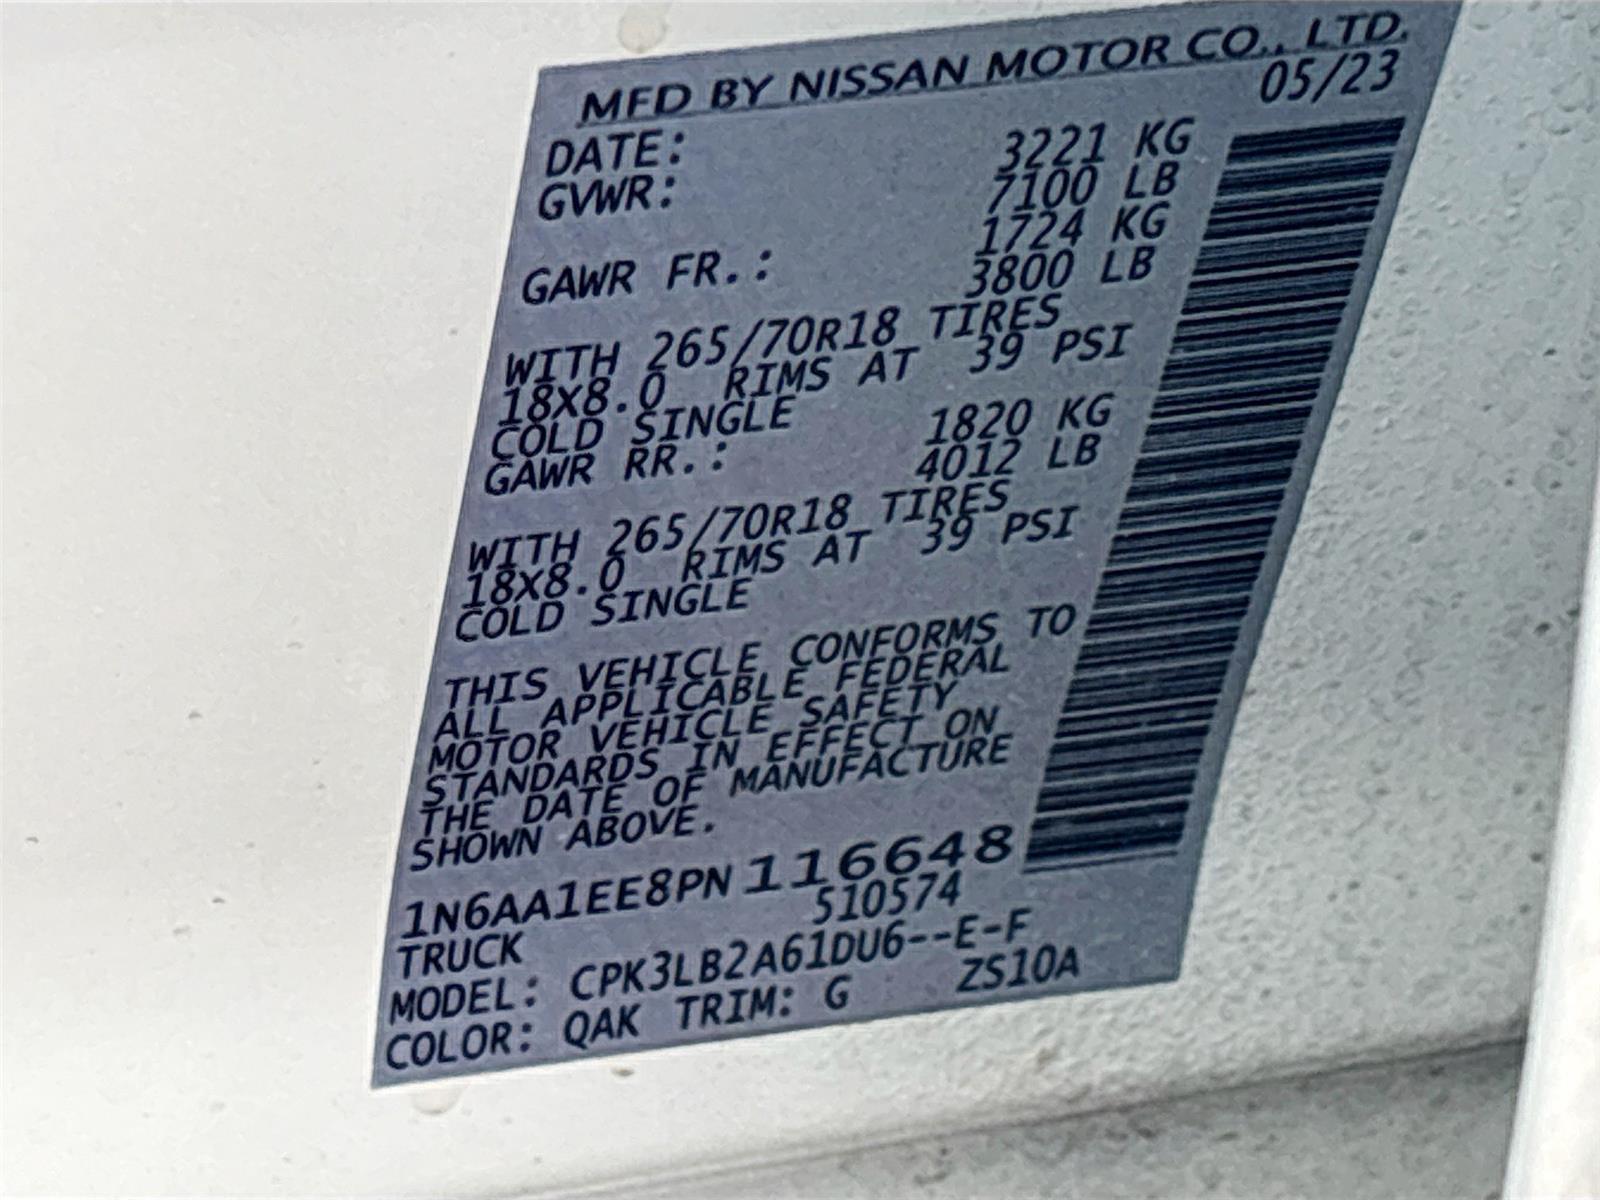 MFD BY NISSAN MOTOR CO., LTD.
DATE: 05/23
GVWR: 3221 KG
7100 LB
GAWR FR.: 1724 KG
3800 LB
WITH 265/70R18 TIRES
18X8.0 RIMS AT 39 PSI
COLD SINGLE
GAWR RR.: 1820 KG
4012 LB
WITH 265/70R18 TIRES
18X8.0 RIMS AT 39 PSI
COLD SINGLE
THIS VEHICLE CONFORMS TO
ALL APPLICABLE FEDERAL
MOTOR VEHICLE SAFETY
STANDARDS IN EFFECT ON
THE DATE OF MANUFACTURE
SHOWN ABOVE.
1N6AA1EE8PN116648
TRUCK 510574
MODEL: CPK3LB2A61DU6--E-F
COLOR: QAK TRIM: G ZS10A